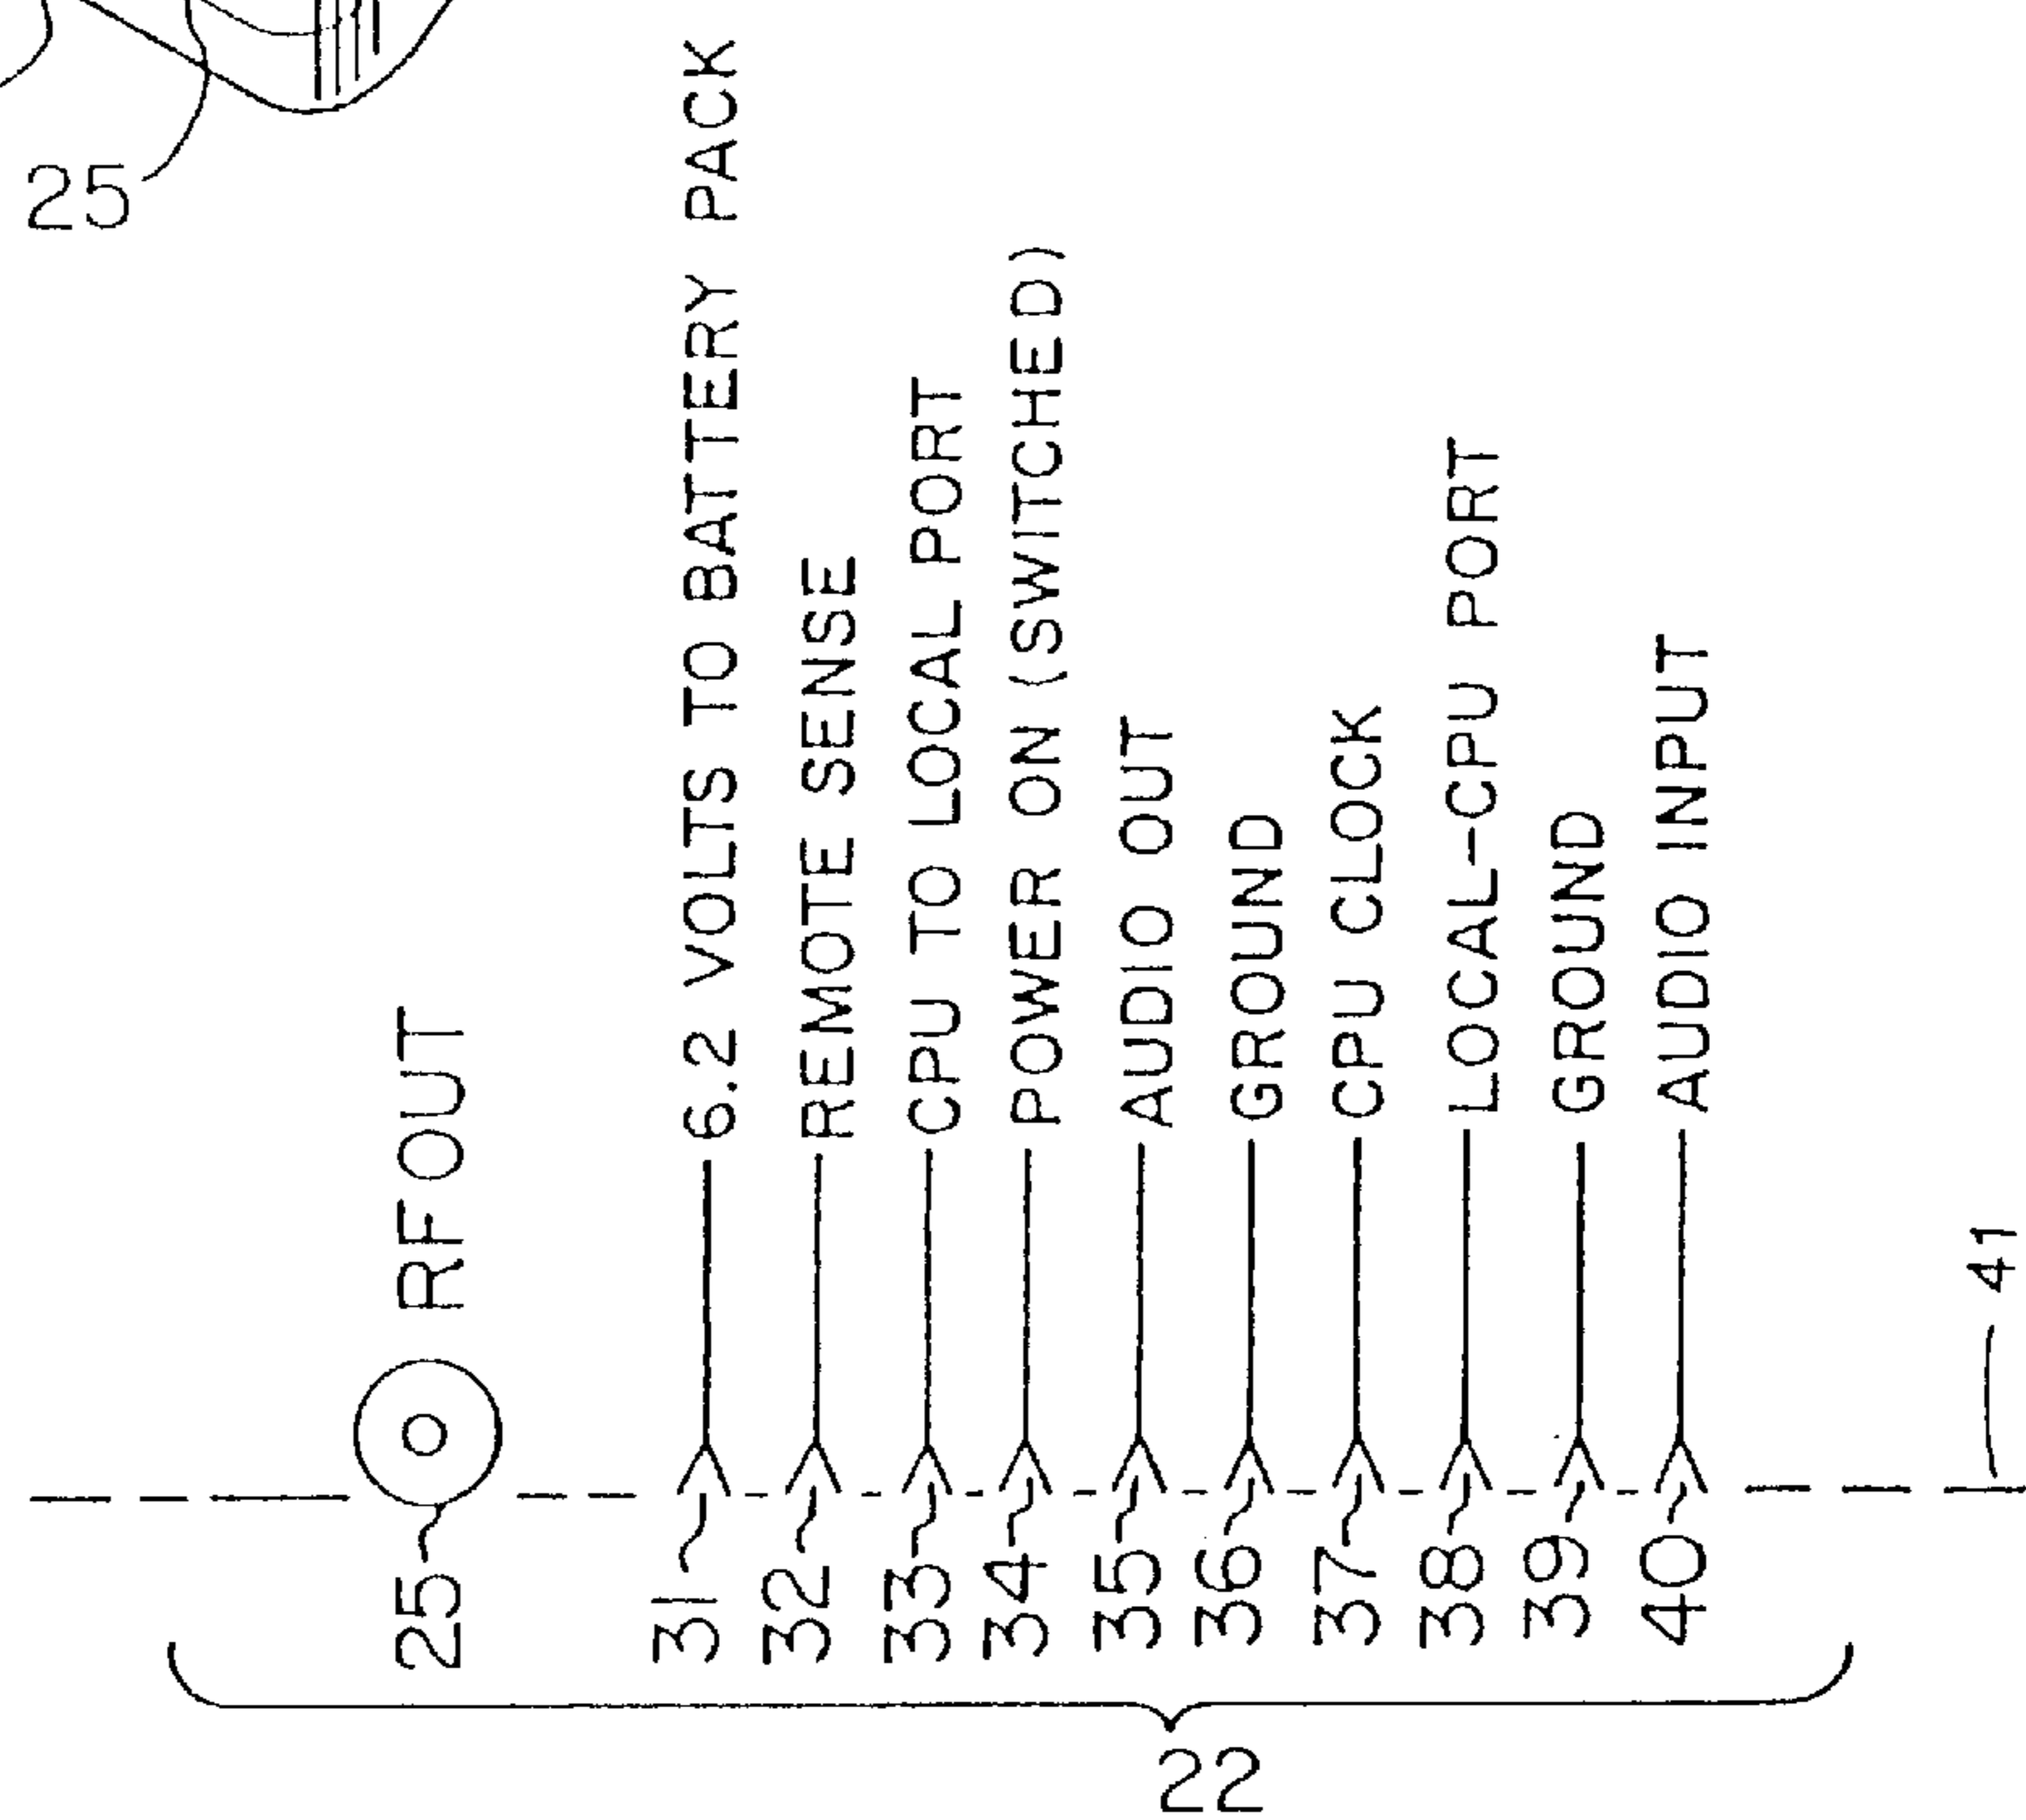 25
25 RF OUT
31 6.2 VOLTS TO BATTERY PACK
32 REMOTE SENSE
33 CPU TO LOCAL PORT
34 POWER ON (SWITCHED)
35 AUDIO OUT
36 GROUND
37 CPU CLOCK
38 LOCAL-CPU PORT
39 GROUND
40 AUDIO INPUT
41
22